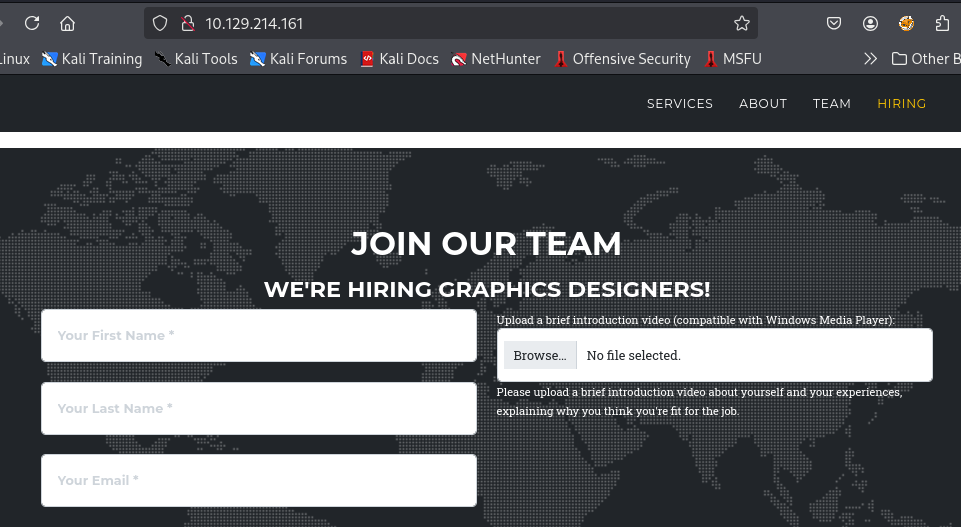 10.129.214.161
Linux Kali Training Kali Tools Kali Forums Kali Docs NetHunter Offensive Security MSFU Other B
SERVICES ABOUT TEAM HIRING
JOIN OUR TEAM
WE'RE HIRING GRAPHICS DESIGNERS!
Your First Name *
Your Last Name *
Your Email *
Upload a brief introduction video (compatible with Windows Media Player):
Browse... No file selected.
Please upload a brief introduction video about yourself and your experiences,
explaining why you think you're fit for the job.